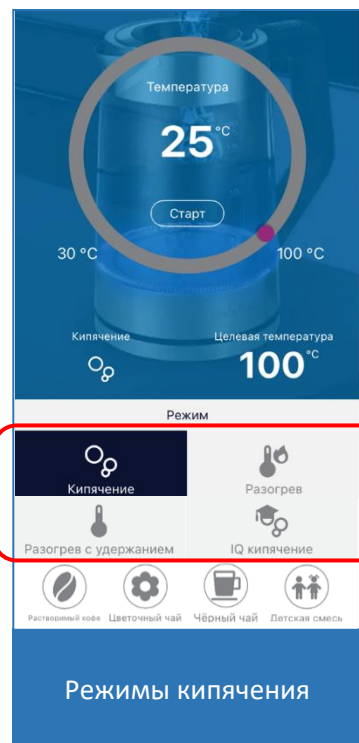 Температура
25 °C
Старт
30 °C 100 °C
Кипячение Целевая температура
100 °C
Режим
Кипячение Разогрев
Разогрев с удержанием IQ кипячение
Растворимый кофе Цветочный чай Чёрный чай Детская смесь
Режимы кипячения